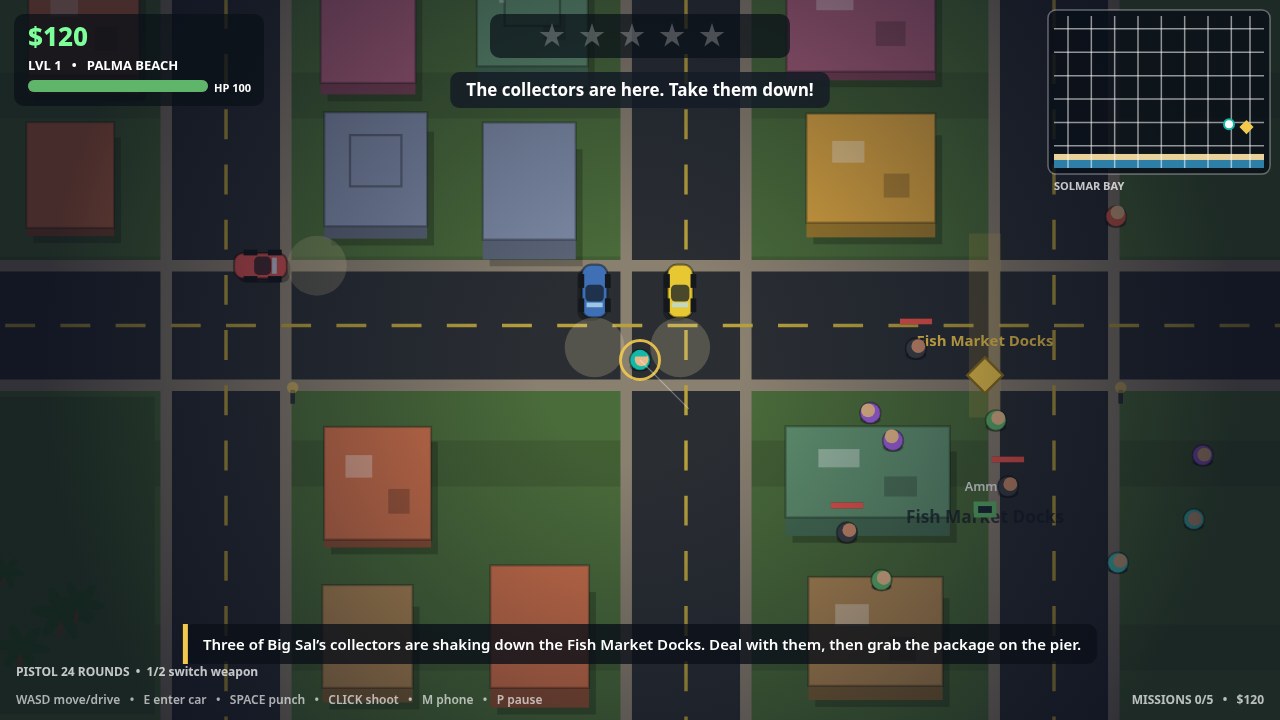 $120
LVL 1 • PALMA BEACH
HP 100
The collectors are here. Take them down!
SOLMAR BAY
Fish Market Docks
Amm
Fish Market Docks
Three of Big Sal's collectors are shaking down the Fish Market Docks. Deal with them, then grab the package on the pier.
PISTOL 24 ROUNDS • 1/2 switch weapon
WASD move/drive • E enter car • SPACE punch • CLICK shoot • M phone • P pause
MISSIONS 0/5 • $120